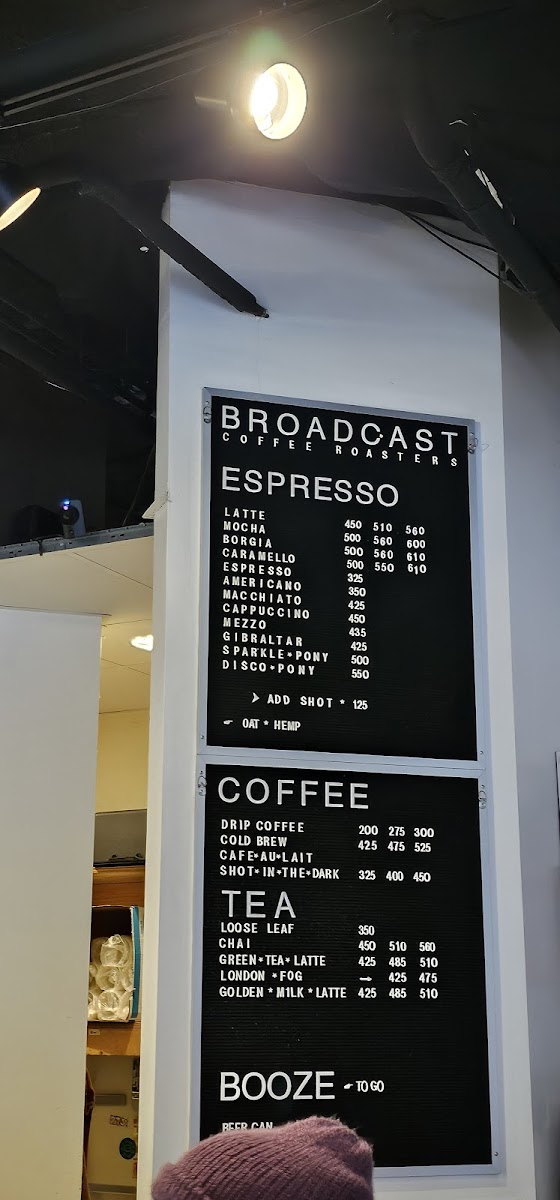 BROADCAST
COFFEE ROASTERS
ESPRESSO
LATTE 450 510 560
MOCHA 500 560 600
BORGIA 500 560 610
CARAMELLO 500 550 610
ESPRESSO 325
AMERICANO 350
MACCHIATO 425
CAPPUCCINO 450
MEZZO 435
GIBRALTAR 425
SPARKLE*PONY 500
DISCO*PONY 550
➤ ADD SHOT * 125
☛ OAT * HEMP
COFFEE
DRIP COFFEE 200 275 300
COLD BREW 425 475 525
CAFE*AU*LAIT
SHOT*IN*THE*DARK 325 400 450
TEA
LOOSE LEAF 350
CHAI 450 510 560
GREEN*TEA*LATTE 425 485 510
LONDON *FOG → 425 475
GOLDEN *M1LK *LATTE 425 485 510
BOOZE ☛ TO GO
BEER CAN